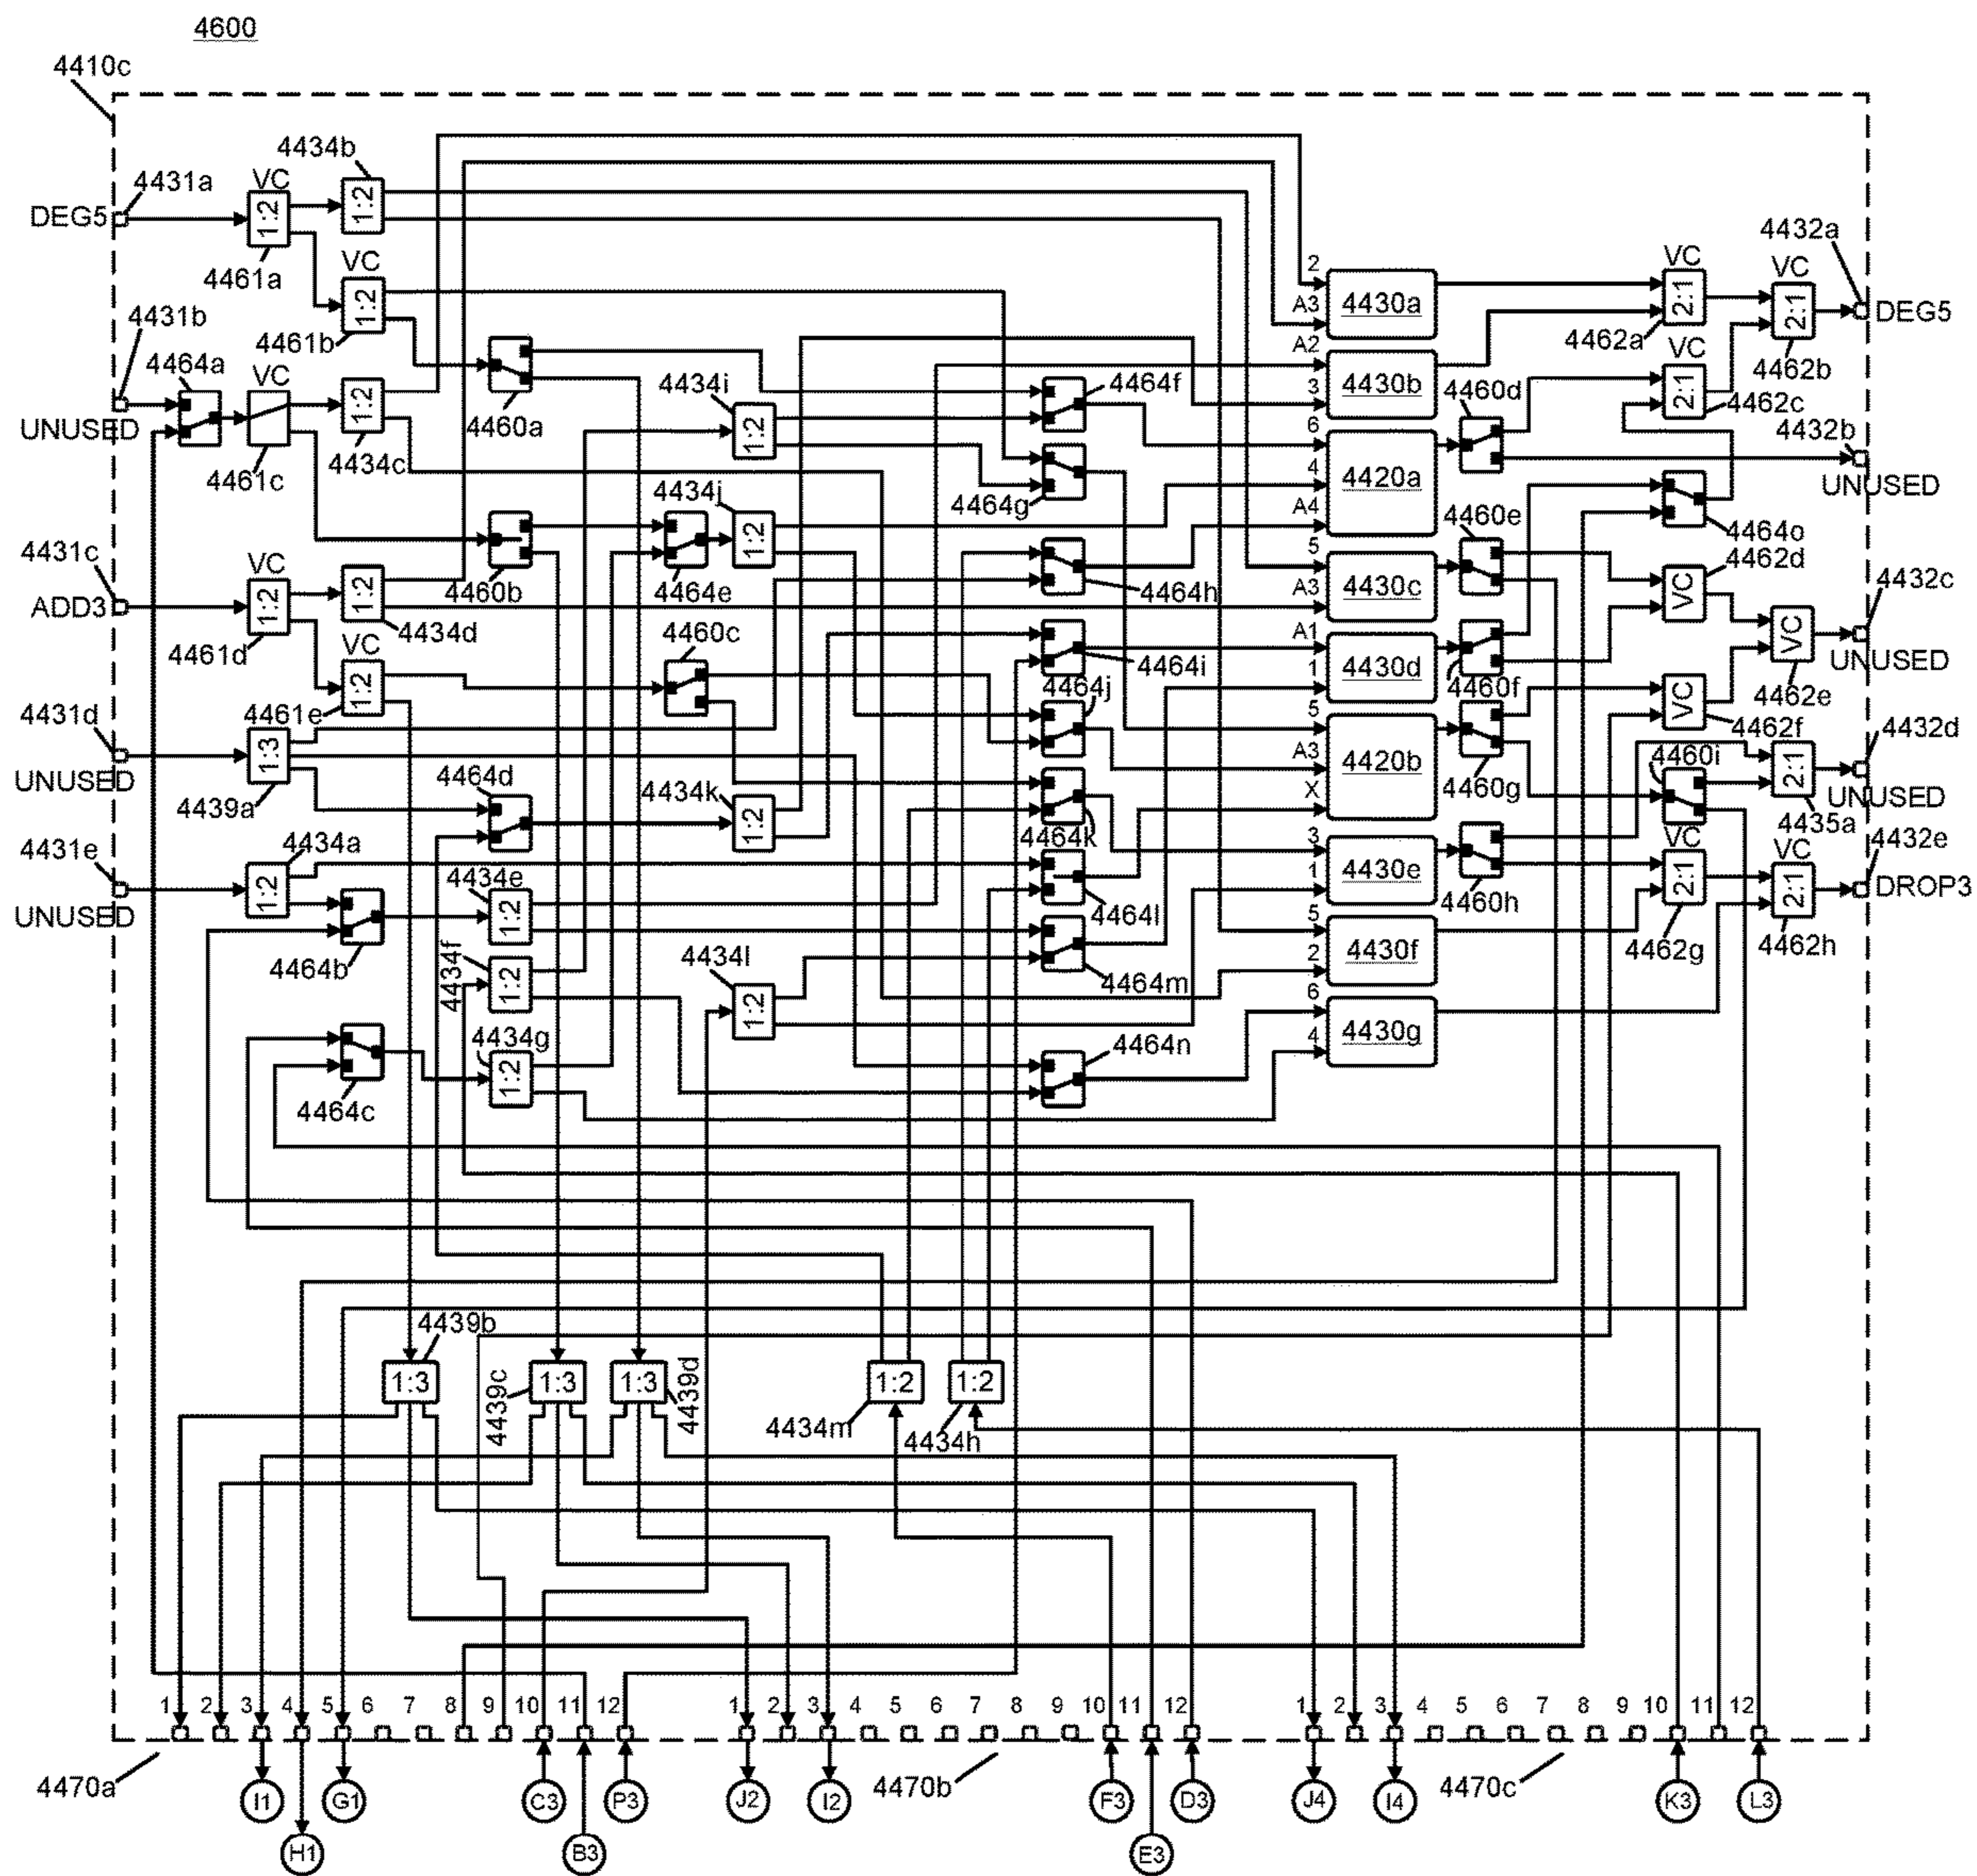 4600
4410c
4434b
VC
4431a
DEG5
1:2
1:2
4432a
VC
VC
4461a
VC
1:2
2
4430a
2:1
2:1
DEG5
4431b
4461b
A3
4462a
4462b
4464a
VC
A2
VC
4434i
4464f
4430b
4460d
2:1
4462c
3
1:2
4460a
1:2
UNUSED
4432b
4461c
4434c
6
4420a
4
A4
UNUSED
4464g
4434j
4460e
4464o
4431c
VC
1:2
5
4462d
4432c
ADD3
1:2
1:2
4460b
4464e
4464h
4430c
A3
VC
4434d
4460c
A1
VC
4461d
VC
4464i
4430d
UNUSED
1:2
1
4460f
4462e
4431d
4461e
4464j
5
VC
4462f
4432d
1:3
A3
4420b
4460i
2:1
UNUSED
4439a
4464d
4434k
X
4460g
UNUSED
1:2
4464k
4435a
4431e
4434a
3
4430e
VC
VC
4432e
1:2
4434e
1
2:1
2:1
DROP3
UNUSED
1:2
4464l
4460h
5
4430f
4462g
4462h
4464b
4434f
1:2
4434l
4464m
2
1:2
6
4430g
4434g
4464n
4
1:2
4464c
4439b
4439c
4439d
1:3
1:3
1:3
1:2
1:2
4434m
4434h
1
2
3
4
5
6
7
8
9
10
11
12
1
2
3
4
5
6
7
8
9
10
11
12
1
2
3
4
5
6
7
8
9
10
11
12
4470a
4470b
4470c
I1
G1
C3
P3
J2
I2
F3
D3
J4
I4
K3
L3
H1
B3
E3